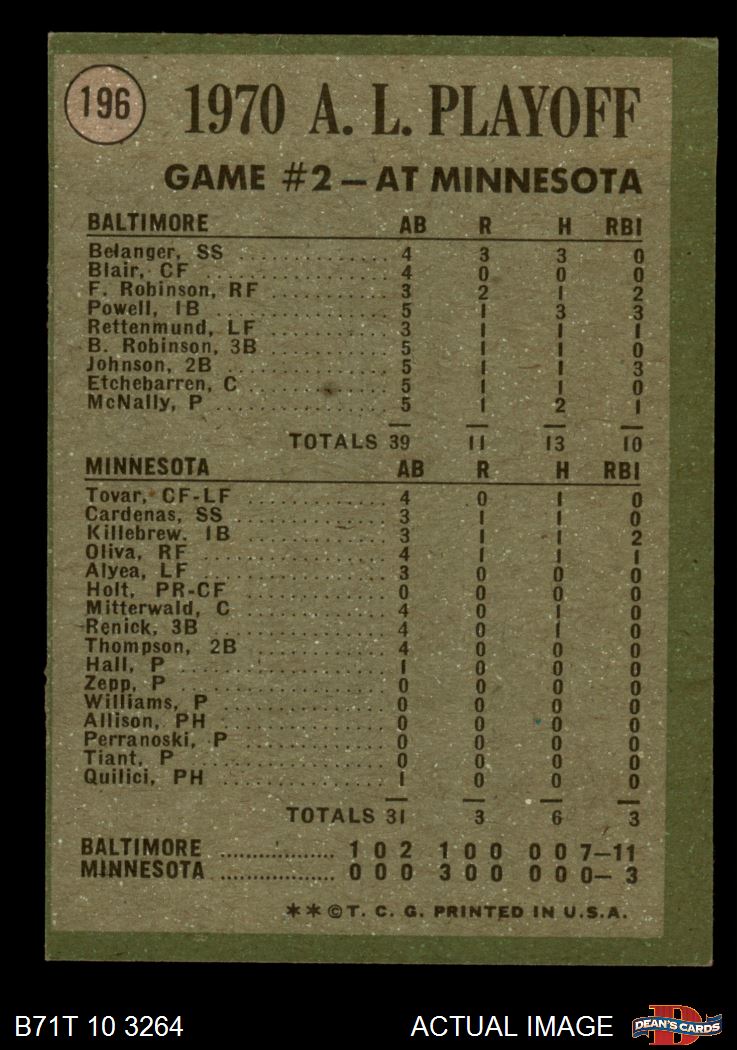 196
1970 A. L. PLAYOFF
GAME #2 — AT MINNESOTA
BALTIMORE AB R H RBI
Belanger, SS 4 3 3 0
Blair, CF 4 0 0 0
F. Robinson, RF 3 2 1 2
Powell, 1B 5 1 3 3
Rettenmund, LF 3 1 1 1
B. Robinson, 3B 5 1 1 0
Johnson, 2B 5 1 1 3
Etchebarren, C 5 1 1 0
McNally, P 5 1 2 1
TOTALS 39 11 13 10
MINNESOTA AB R H RBI
Tovar, CF-LF 4 0 1 0
Cardenas, SS 3 1 1 0
Killebrew. 1B 3 1 1 2
Oliva, RF 4 1 1 1
Alyea, LF 3 0 0 0
Holt, PR-CF 0 0 0 0
Mitterwald, C 4 0 1 0
Renick, 3B 4 0 1 0
Thompson, 2B 4 0 0 0
Hall, P 1 0 0 0
Zepp, P 0 0 0 0
Williams, P 0 0 0 0
Allison, PH 0 0 0 0
Perranoski, P 0 0 0 0
Tiant, P 0 0 0 0
Quilici, PH 1 0 0 0
TOTALS 31 3 6 3
BALTIMORE ................. 1 0 2 1 0 0 0 0 7—11
MINNESOTA ................. 0 0 0 3 0 0 0 0 0— 3
**©T. C. G. PRINTED IN U.S.A.
B71T 10 3264 ACTUAL IMAGE
DEAN'S CARDS